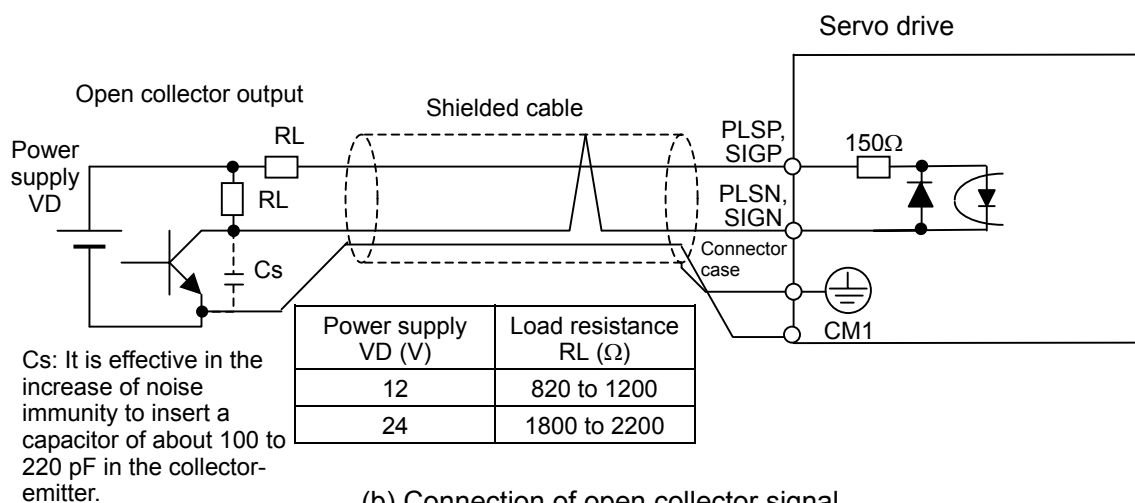 Servo drive
Open collector output
Shielded cable
RL
PLSP,
SIGP
150Ω
Power
supply
VD
RL
PLSN,
SIGN
Connector
case
Cs
CM1
Power supply
VD (V)
Load resistance
RL (Ω)
12
820 to 1200
24
1800 to 2200
Cs: It is effective in the
increase of noise
immunity to insert a
capacitor of about 100 to
220 pF in the collector-
emitter.
(b) Connection of open collector signal